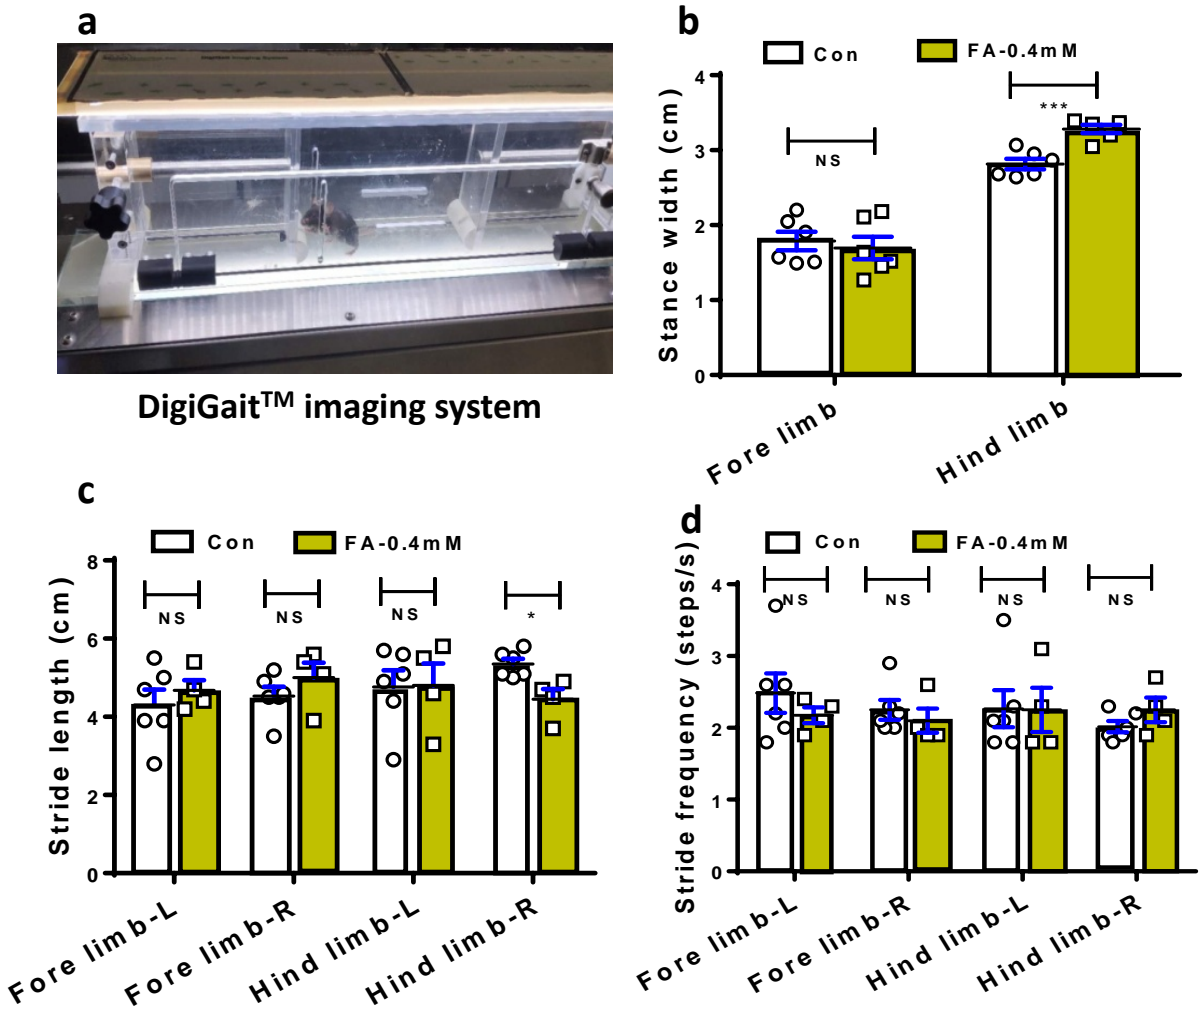 a
DigiGait Imaging System
DigiGait™ imaging system
b
Con
FA-0.4mM
Stance width (cm)
4
3
2
1
0
NS
***
Fore limb
Hind limb
c
Con
FA-0.4mM
Stride length (cm)
8
6
4
2
0
NS
NS
NS
*
Fore limb-L
Fore limb-R
Hind limb-L
Hind limb-R
d
Con
FA-0.4mM
Stride frequency (steps/s)
4
3
2
1
0
NS
NS
NS
NS
Fore limb-L
Fore limb-R
Hind limb-L
Hind limb-R